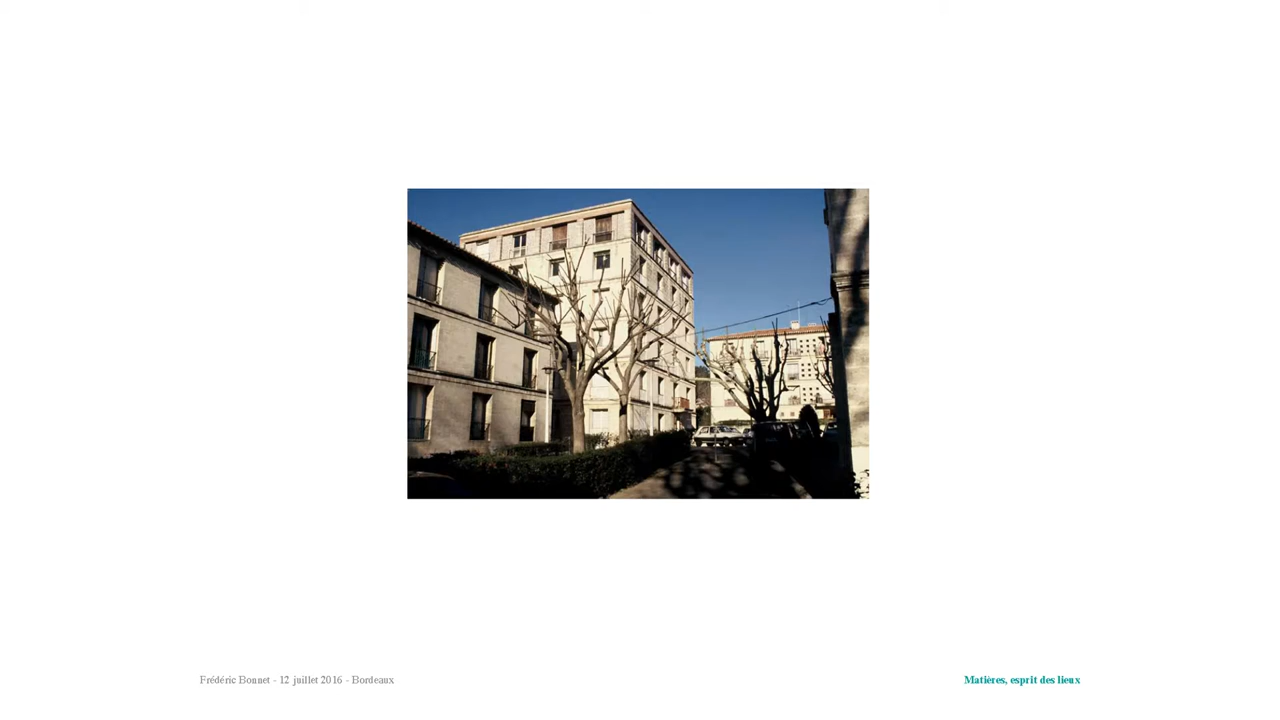 Frédéric Bonnet - 12 juillet 2016 - Bordeaux
Matières, esprit des lieux